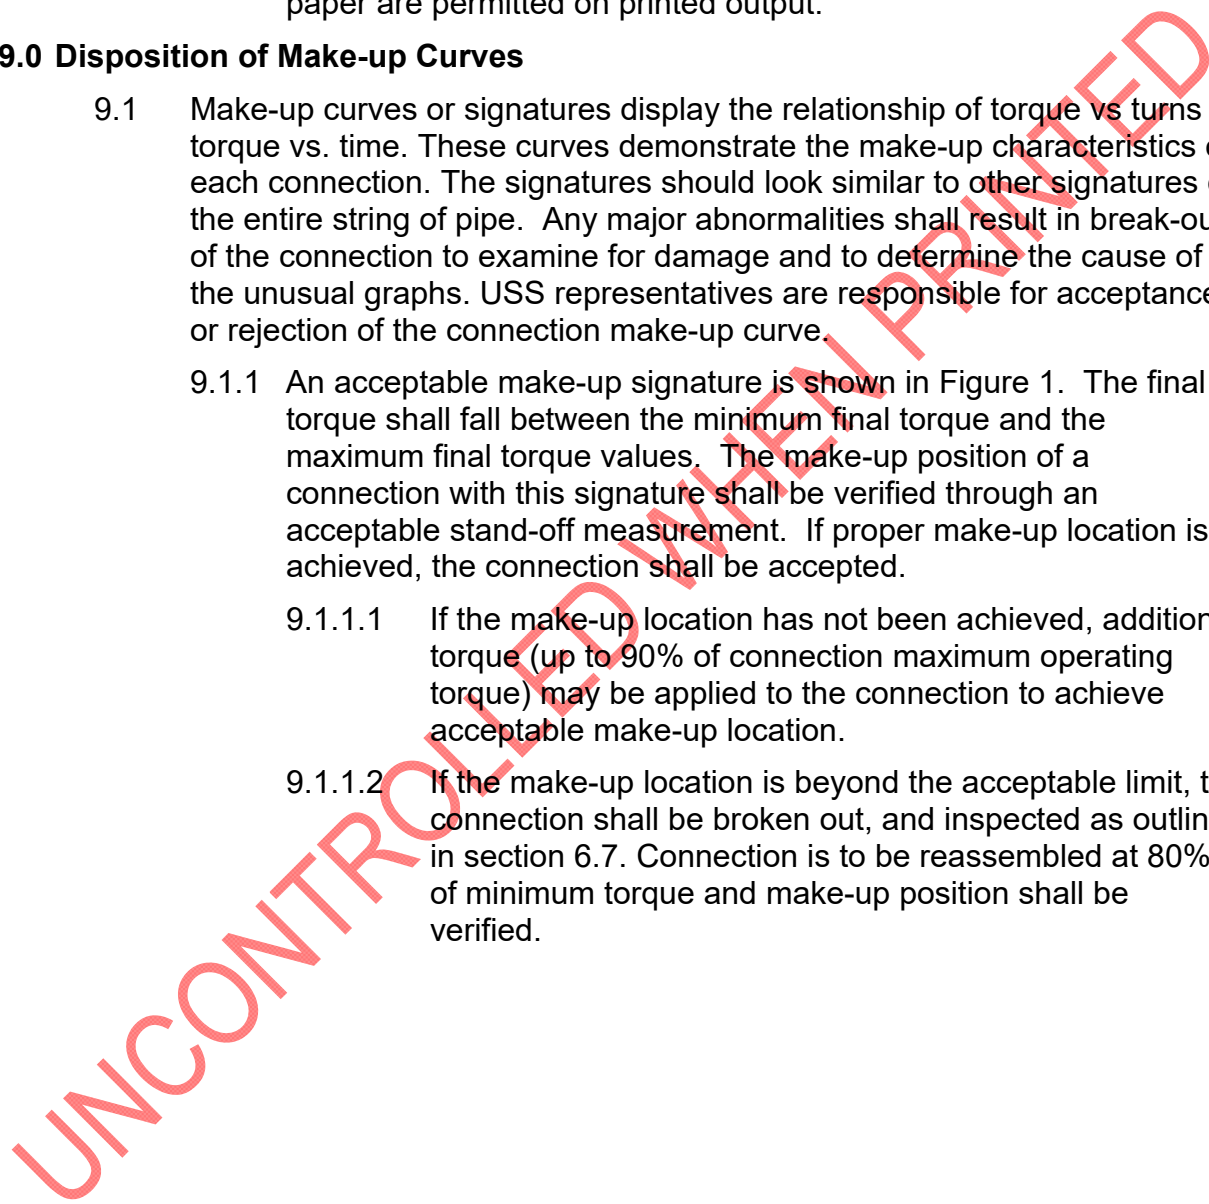 paper are permitted on printed output.
9.0 Disposition of Make-up Curves
9.1 Make-up curves or signatures display the relationship of torque vs turns
torque vs. time. These curves demonstrate the make-up characteristics
each connection. The signatures should look similar to other signatures
the entire string of pipe. Any major abnormalities shall result in break-ou
of the connection to examine for damage and to determine the cause of
the unusual graphs. USS representatives are responsible for acceptance
or rejection of the connection make-up curve.
9.1.1 An acceptable make-up signature is shown in Figure 1. The final
torque shall fall between the minimum final torque and the
maximum final torque values. The make-up position of a
connection with this signature shall be verified through an
acceptable stand-off measurement. If proper make-up location is
achieved, the connection shall be accepted.
9.1.1.1 If the make-up location has not been achieved, addition
torque (up to 90% of connection maximum operating
torque) may be applied to the connection to achieve
acceptable make-up location.
9.1.1.2 If the make-up location is beyond the acceptable limit, t
connection shall be broken out, and inspected as outlin
in section 6.7. Connection is to be reassembled at 80%
of minimum torque and make-up position shall be
verified.
UNCONTROLLED WHEN PRINTED